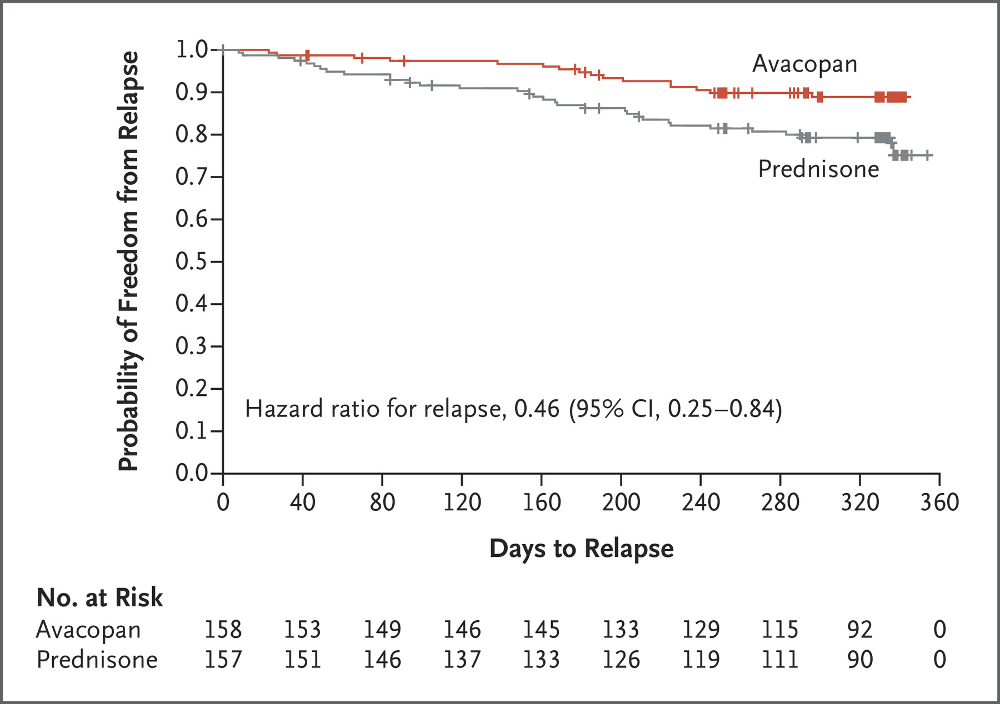 Probability of Freedom from Relapse
1.0
0.9
0.8
0.7
0.6
0.5
0.4
0.3
0.2
0.1
0.0
Avacopan
Prednisone
Hazard ratio for relapse, 0.46 (95% CI, 0.25–0.84)
0 40 80 120 160 200 240 280 320 360
Days to Relapse
No. at Risk
Avacopan 158 153 149 146 145 133 129 115 92 0
Prednisone 157 151 146 137 133 126 119 111 90 0